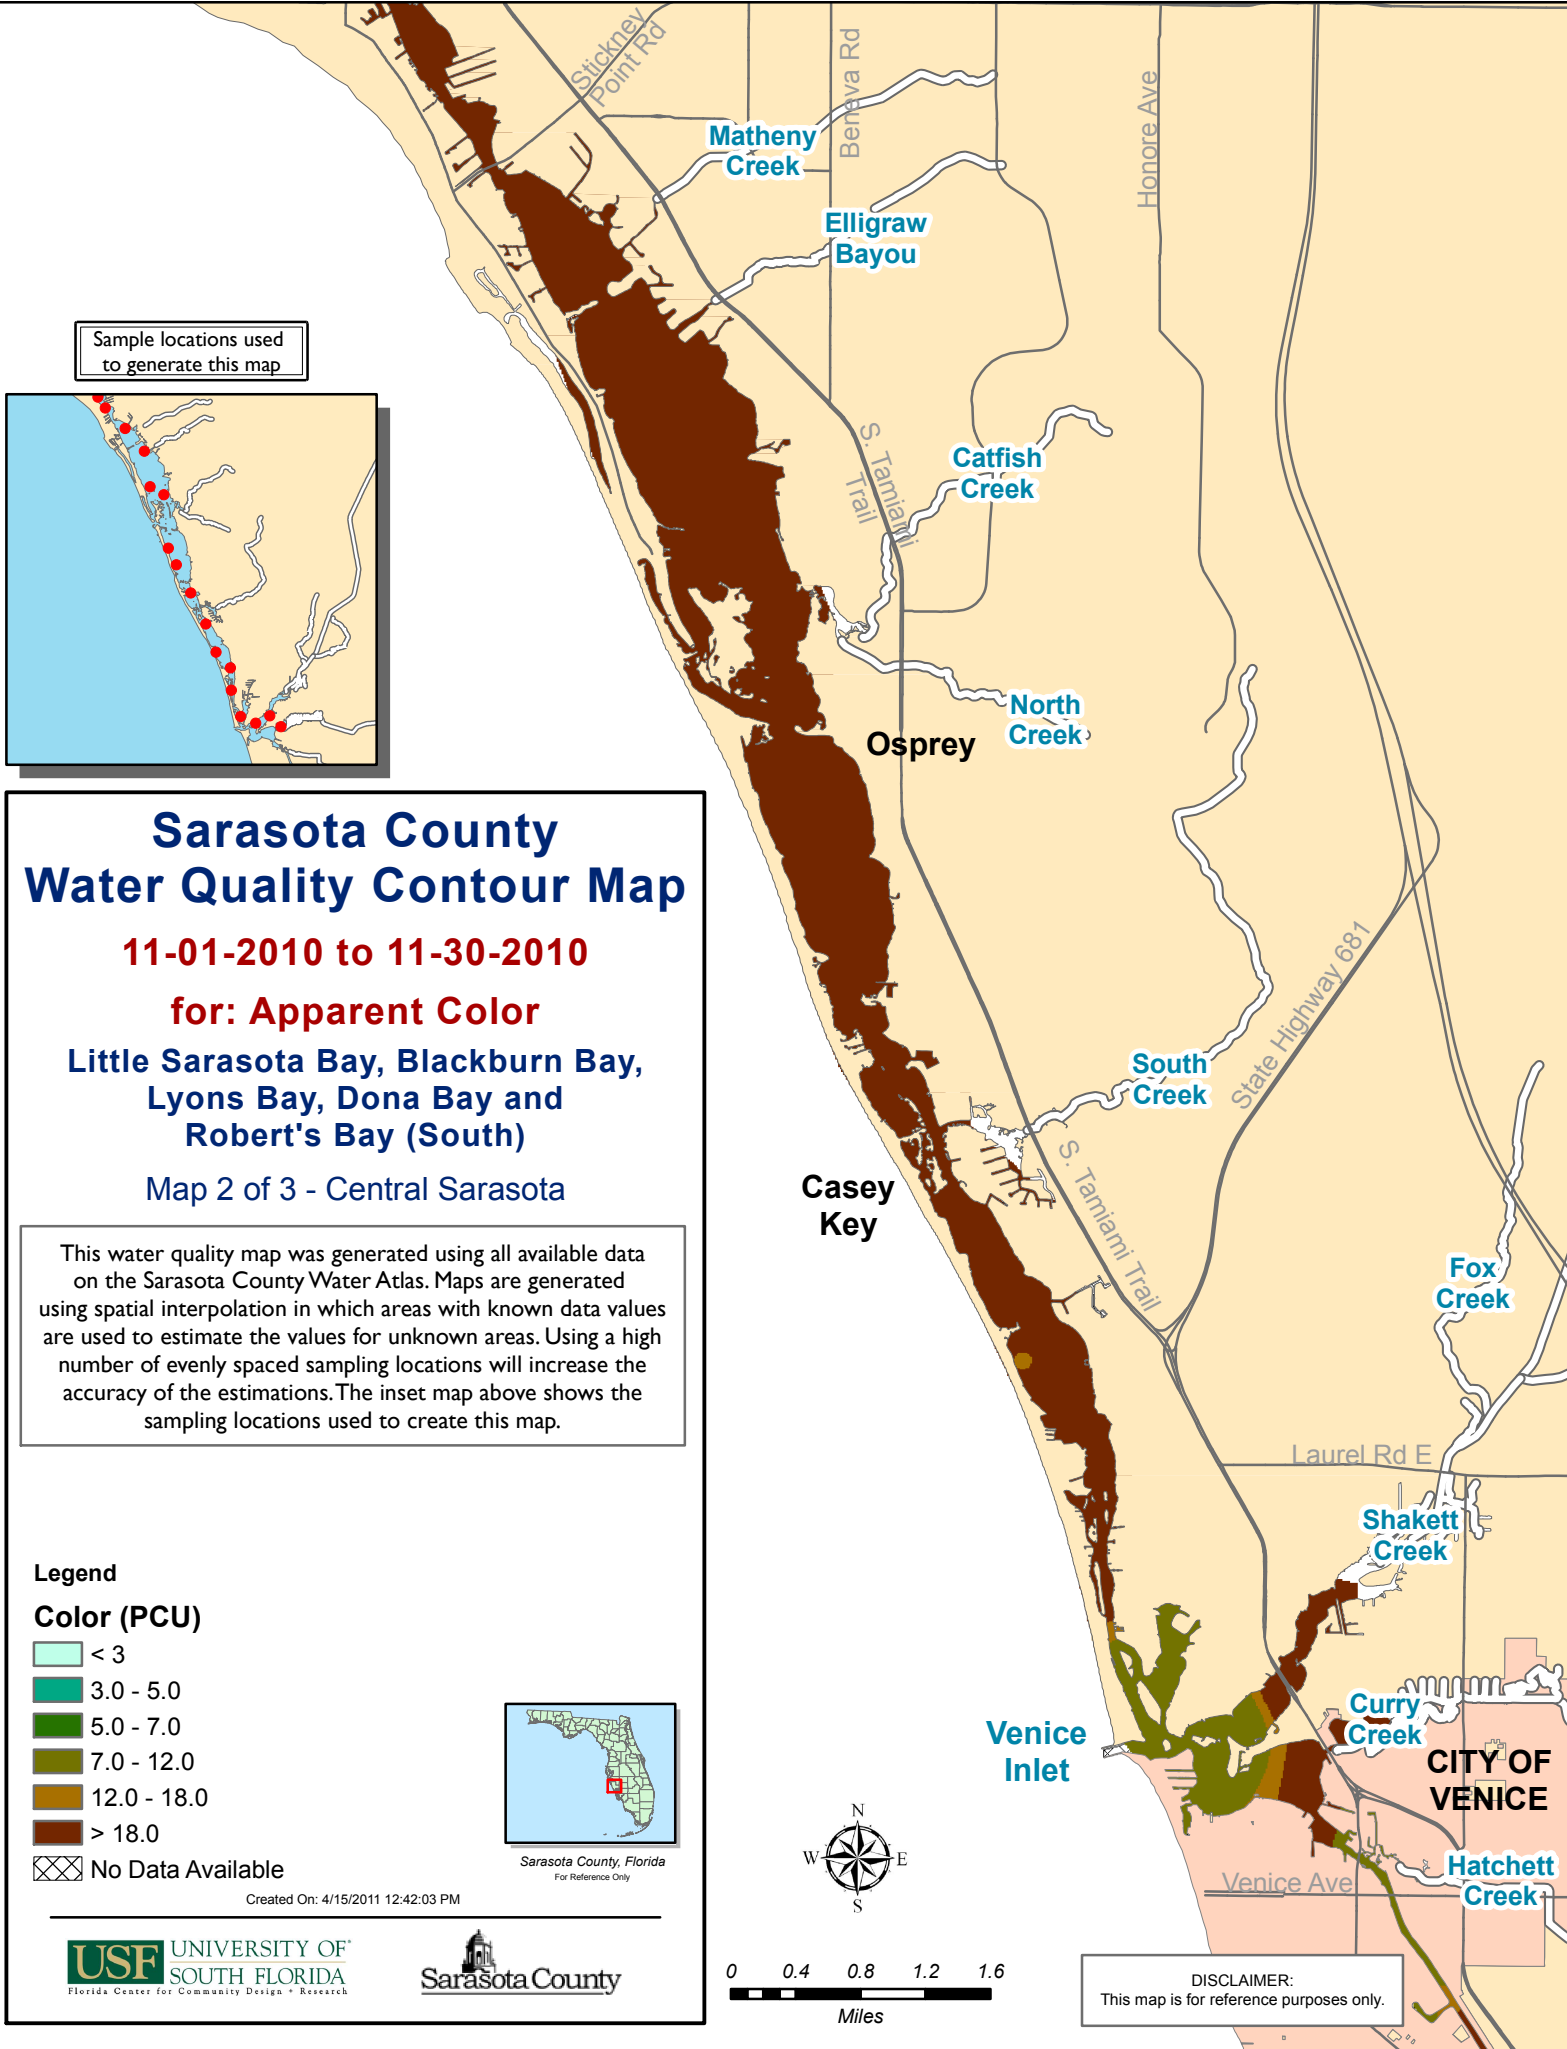 Stickney
Point Rd
Beneva Rd
Honore Ave
Matheny
Creek
Elligraw
Bayou
Sample locations used
to generate this map
S. Tamiami
Trail
Catfish
Creek
North
Creek
Osprey
Sarasota County
Water Quality Contour Map
11-01-2010 to 11-30-2010
for: Apparent Color
Little Sarasota Bay, Blackburn Bay,
Lyons Bay, Dona Bay and
Robert's Bay (South)
Map 2 of 3 - Central Sarasota
This water quality map was generated using all available data
on the Sarasota County Water Atlas. Maps are generated
using spatial interpolation in which areas with known data values
are used to estimate the values for unknown areas. Using a high
number of evenly spaced sampling locations will increase the
accuracy of the estimations. The inset map above shows the
sampling locations used to create this map.
State Highway 681
South
Creek
S. Tamiami Trail
Casey
Key
Fox
Creek
Laurel Rd E
Shakett
Creek
Legend
Color (PCU)
< 3
3.0 - 5.0
5.0 - 7.0
7.0 - 12.0
12.0 - 18.0
> 18.0
No Data Available
Sarasota County, Florida
For Reference Only
Created On: 4/15/2011 12:42:03 PM
USF UNIVERSITY OF
SOUTH FLORIDA
Florida Center for Community Design + Research
Sarasota County
Venice
Inlet
Curry
Creek
CITY OF
VENICE
Hatchett
Creek
Venice Ave
N
W E
S
0 0.4 0.8 1.2 1.6
Miles
DISCLAIMER:
This map is for reference purposes only.